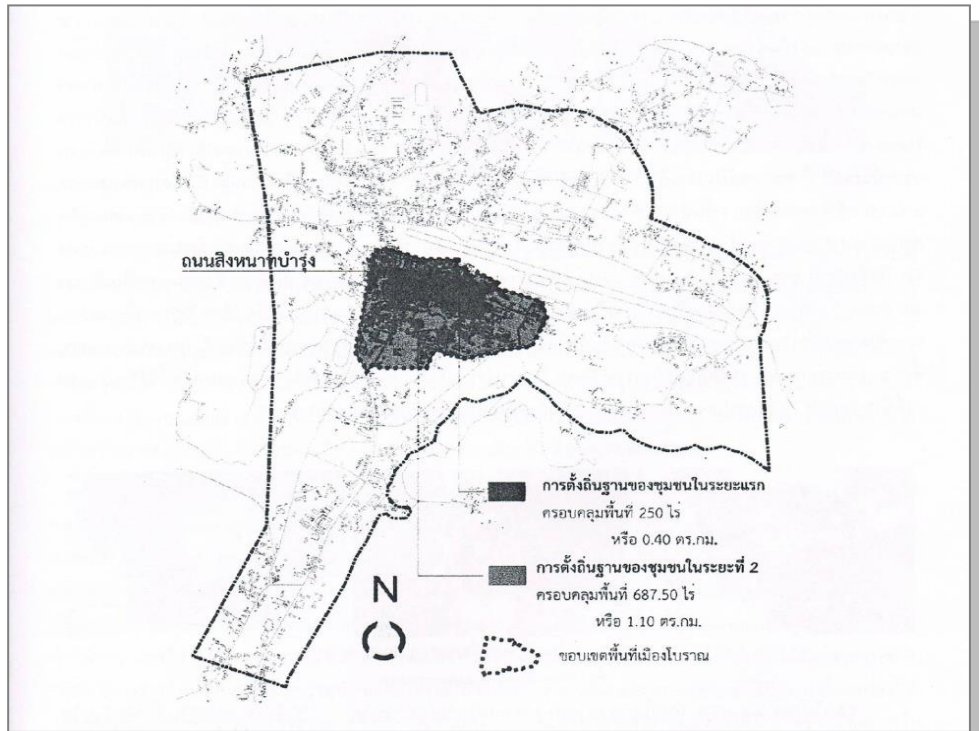 ถนนสิงหนาทบำรุง
การตั้งถิ่นฐานของชุมชนในระยะแรก
ครอบคลุมพื้นที่ 250 ไร่
หรือ 0.40 ตร.กม.
การตั้งถิ่นฐานของชุมชนในระยะที่ 2
ครอบคลุมพื้นที่ 687.50 ไร่
หรือ 1.10 ตร.กม.
N
ขอบเขตพื้นที่เมืองโบราณ